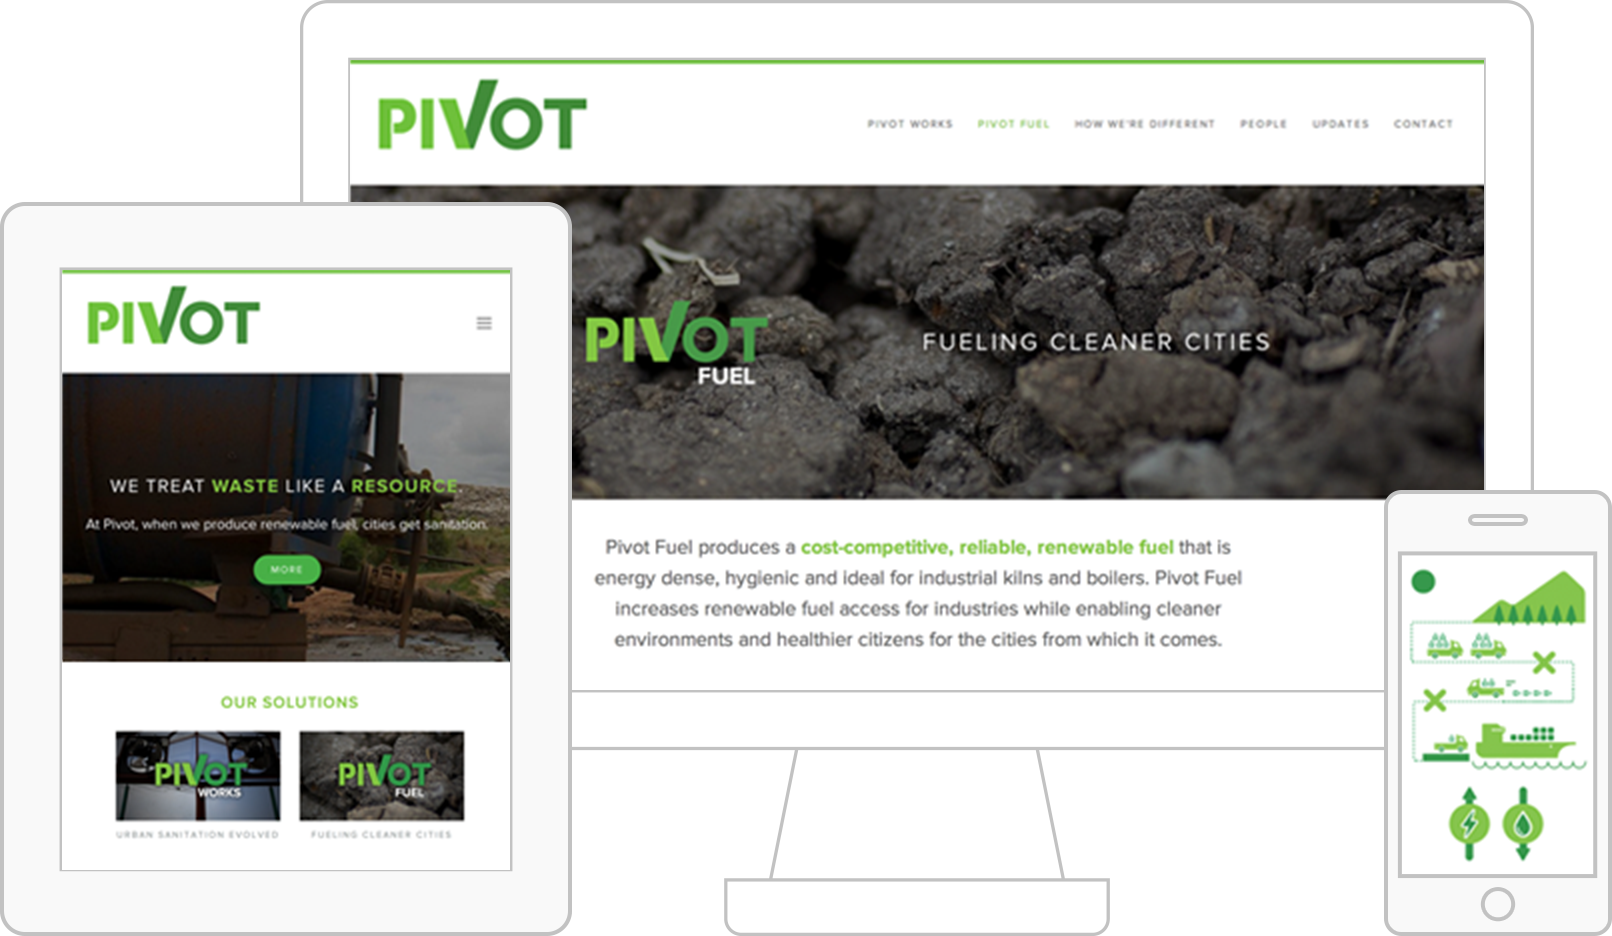 PIVOT
PIVOT WORKS
PIVOT FUEL
HOW WE'RE DIFFERENT
PEOPLE
UPDATES
CONTACT
PIVOT
FUEL
FUELING CLEANER CITIES
Pivot Fuel produces a cost-competitive, reliable, renewable fuel that is
energy dense, hygienic and ideal for industrial kilns and boilers. Pivot Fuel
increases renewable fuel access for industries while enabling cleaner
environments and healthier citizens for the cities from which it comes.
PIVOT
WE TREAT WASTE LIKE A RESOURCE.
At Pivot, when we produce renewable fuel, cities get sanitation.
MORE
OUR SOLUTIONS
PIVOT
WORKS
URBAN SANITATION EVOLVED
PIVOT
FUEL
FUELING CLEANER CITIES